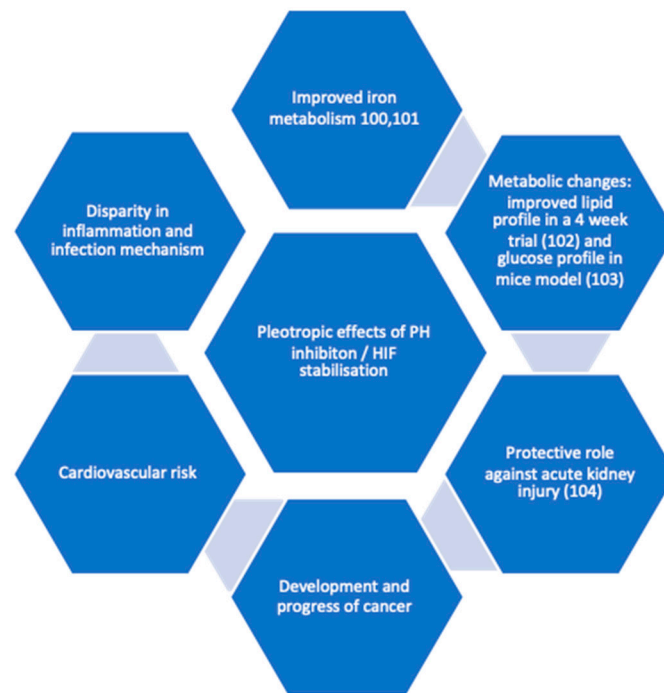 Improved iron
metabolism 100,101
Metabolic changes:
improved lipid
profile in a 4 week
trial (102) and
glucose profile in
mice model (103)
Disparity in
inflammation and
infection mechanism
Pleotropic effects of PH
inhibiton / HIF
stabilisation
Cardiovascular risk
Protective role
against acute kidney
injury (104)
Development and
progress of cancer